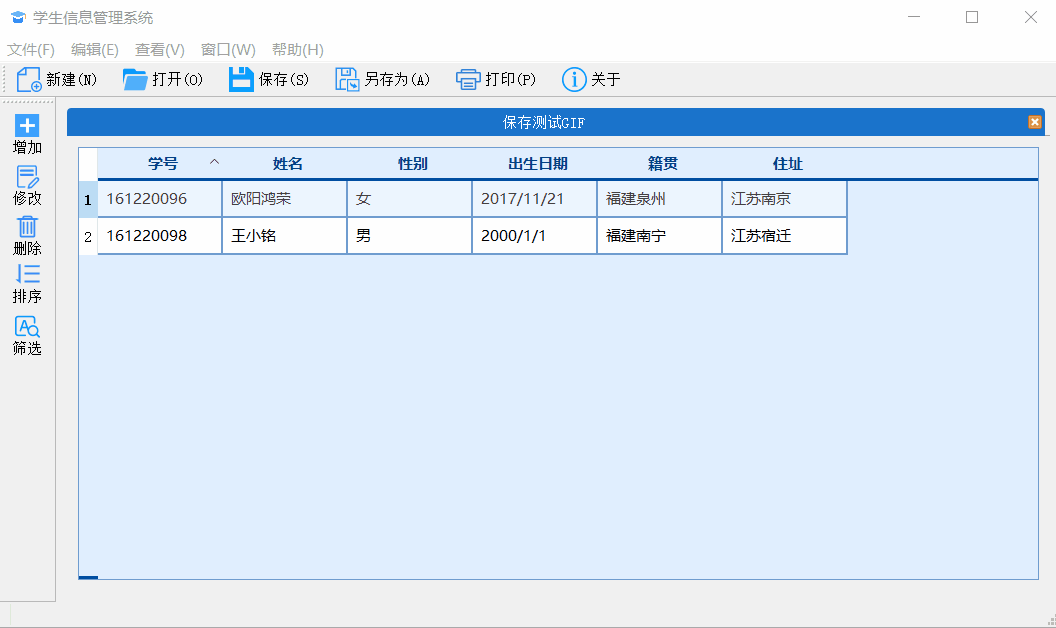 学生信息管理系统
文件(F) 编辑(E) 查看(V) 窗口(W) 帮助(H)
新建(N) 打开(O) 保存(S) 另存为(A) 打印(P) 关于
增加
修改
删除
排序
筛选
保存测试GIF
学号 姓名 性别 出生日期 籍贯 住址
1 161220096 欧阳鸿荣 女 2017/11/21 福建泉州 江苏南京
2 161220098 王小铭 男 2000/1/1 福建南宁 江苏宿迁